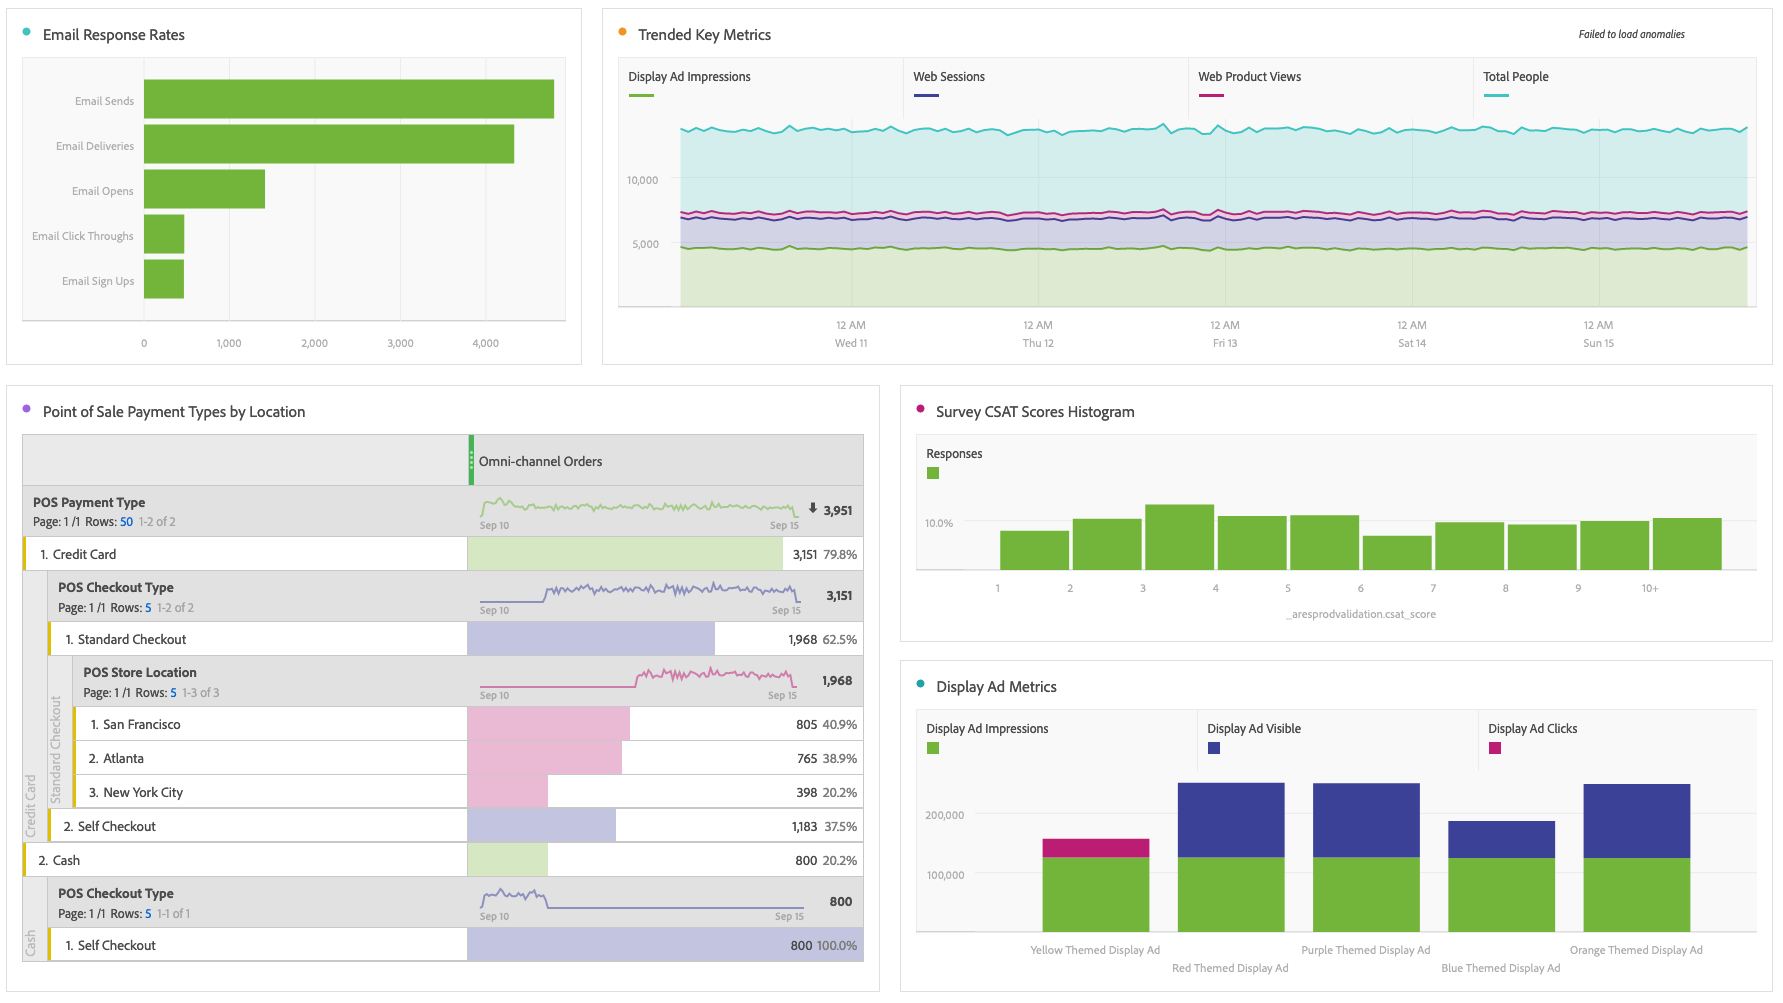 Email Response Rates
Email Sends
Email Deliveries
Email Opens
Email Click Throughs
Email Sign Ups
0 1,000 2,000 3,000 4,000
Trended Key Metrics
Failed to load anomalies
Display Ad Impressions Web Sessions Web Product Views Total People
10,000
5,000
12 AM 12 AM 12 AM 12 AM 12 AM
Wed 11 Thu 12 Fri 13 Sat 14 Sun 15
Point of Sale Payment Types by Location
Omni-channel Orders
POS Payment Type
Page: 1 /1 Rows: 50 1-2 of 2
Sep 10 Sep 15
3,951
1. Credit Card 3,151 79.8%
POS Checkout Type
Page: 1 /1 Rows: 5 1-2 of 2
Sep 10 Sep 15
3,151
1. Standard Checkout 1,968 62.5%
POS Store Location
Page: 1 /1 Rows: 5 1-3 of 3
Sep 10 Sep 15
1,968
1. San Francisco 805 40.9%
2. Atlanta 765 38.9%
3. New York City 398 20.2%
Standard Checkout
2. Self Checkout 1,183 37.5%
Credit Card
2. Cash 800 20.2%
POS Checkout Type
Page: 1 /1 Rows: 5 1-1 of 1
Sep 10 Sep 15
800
1. Self Checkout 800 100.0%
Cash
Survey CSAT Scores Histogram
Responses
10.0%
1 2 3 4 5 6 7 8 9 10+
_aresprodvalidation.csat_score
Display Ad Metrics
Display Ad Impressions Display Ad Visible Display Ad Clicks
200,000
100,000
Yellow Themed Display Ad Purple Themed Display Ad Orange Themed Display Ad
Red Themed Display Ad Blue Themed Display Ad